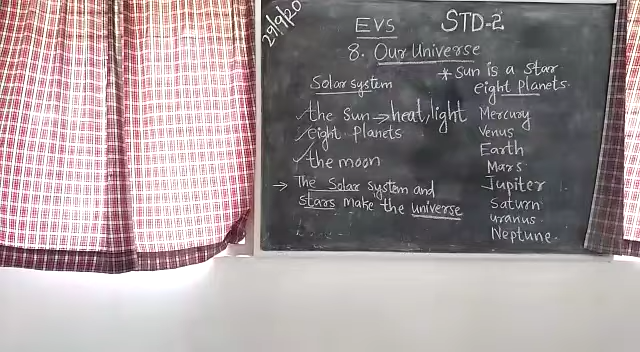 29/9/20
EVS
STD-2
8. Our Universe
Solar system
✓ the sun → heat, light
✓ eight planets
✓ the moon
→ The Solar system and
stars make the universe
* sun is a star
eight planets
Mercury
Venus
Earth
Mars
Jupiter
Saturn
uranus
Neptune.